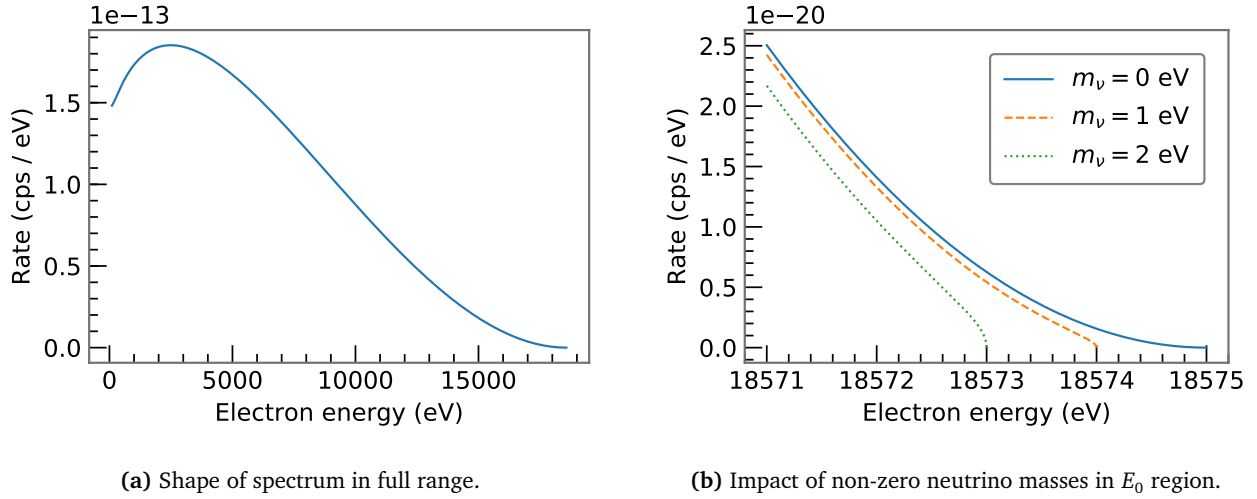 1e−13
Rate (cps / eV)
1.5
1.0
0.5
0.0
0 5000 10000 15000
Electron energy (eV)
(a) Shape of spectrum in full range.
1e−20
Rate (cps / eV)
2.5
2.0
1.5
1.0
0.5
0.0
m_ν = 0 eV
m_ν = 1 eV
m_ν = 2 eV
18571 18572 18573 18574 18575
Electron energy (eV)
(b) Impact of non-zero neutrino masses in E₀ region.